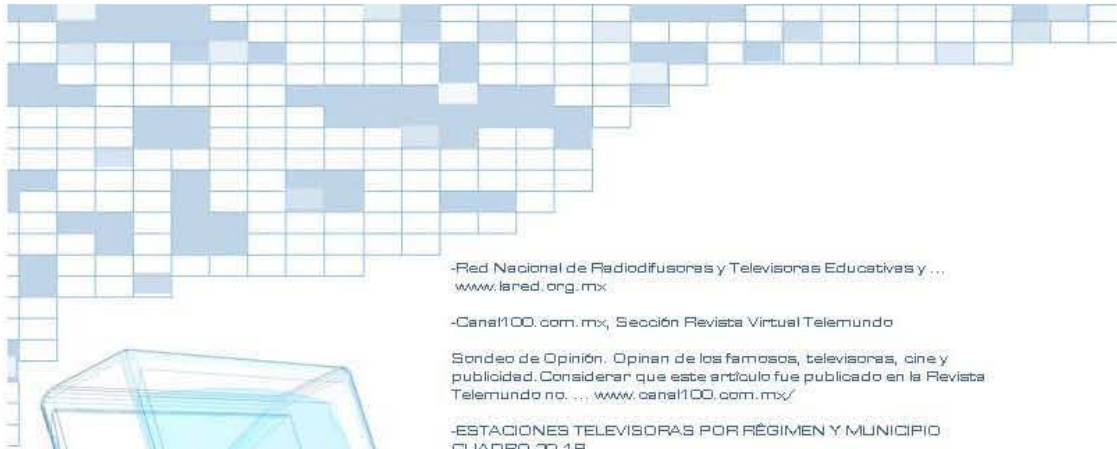 -Red Nacional de Radiodifusoras y Televisoras Educativas y ...
www.lared.org.mx
-Canal100.com.mx, Sección Revista Virtual Telemundo
Sondeo de Opinión. Opinan de los famosos, televisoras, cine y
publicidad. Considerar que este artículo fue publicado en la Revista
Telemundo no. ... www.canal100.com.mx/
-ESTACIONES TELEVISORAS POR RÉGIMEN Y MUNICIPIO
CUADRO